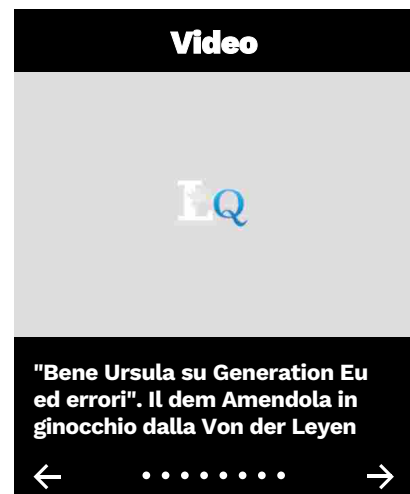 Video
LQ
"Bene Ursula su Generation Eu
ed errori". Il dem Amendola in
ginocchio dalla Von der Leyen